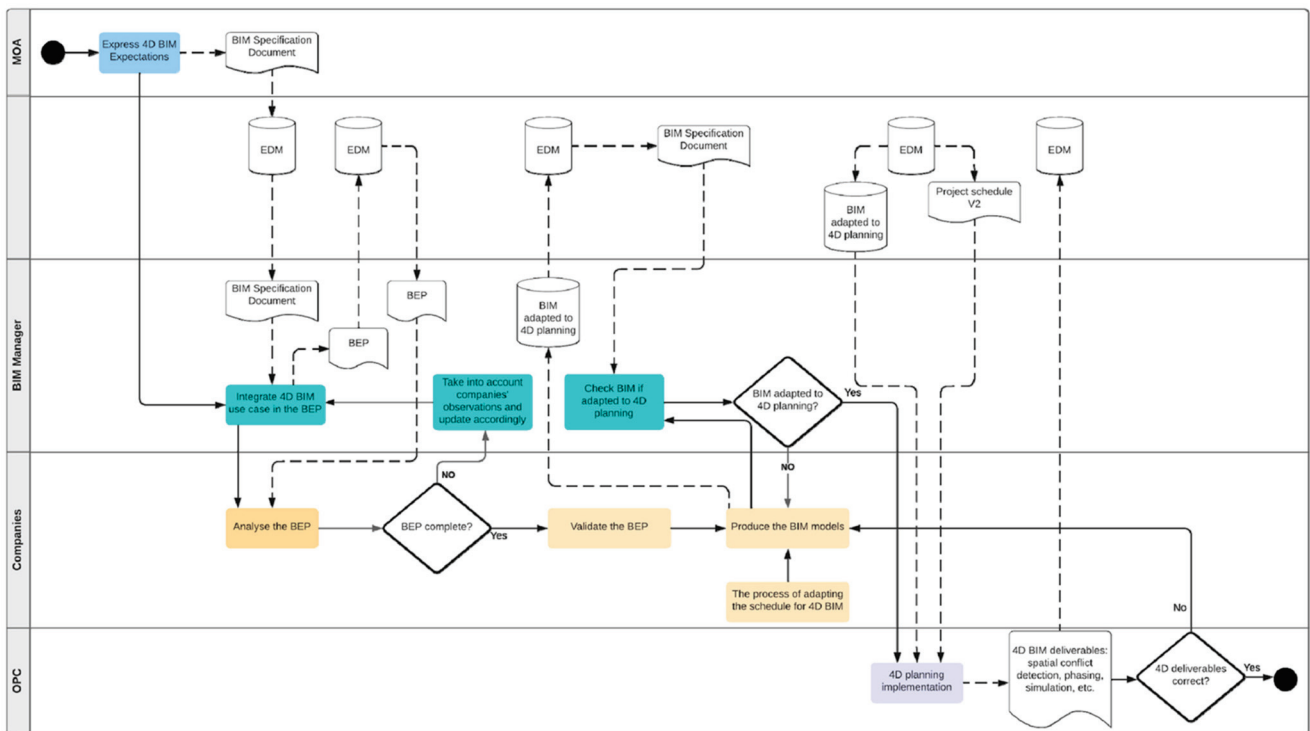 MOA
Express 4D BIM
Expectations
BIM Specification
Document
EDM
EDM
EDM
BIM Specification
Document
EDM
BIM
adapted to
4D planning
Project schedule
V2
EDM
BIM Manager
BIM Specification
Document
BEP
BEP
BIM
adapted to
4D planning
Integrate 4D BIM
use case in the BEP
Take into account
companies'
observations and
update accordingly
Check BIM if
adapted to 4D
planning
BIM adapted to
4D planning?
Yes
NO
Companies
Analyse the BEP
BEP complete?
NO
Yes
Validate the BEP
Produce the BIM models
The process of adapting
the schedule for 4D BIM
No
OPC
4D planning
implementation
4D BIM deliverables:
spatial conflict
detection, phasing,
simulation, etc.
4D deliverables
correct?
Yes